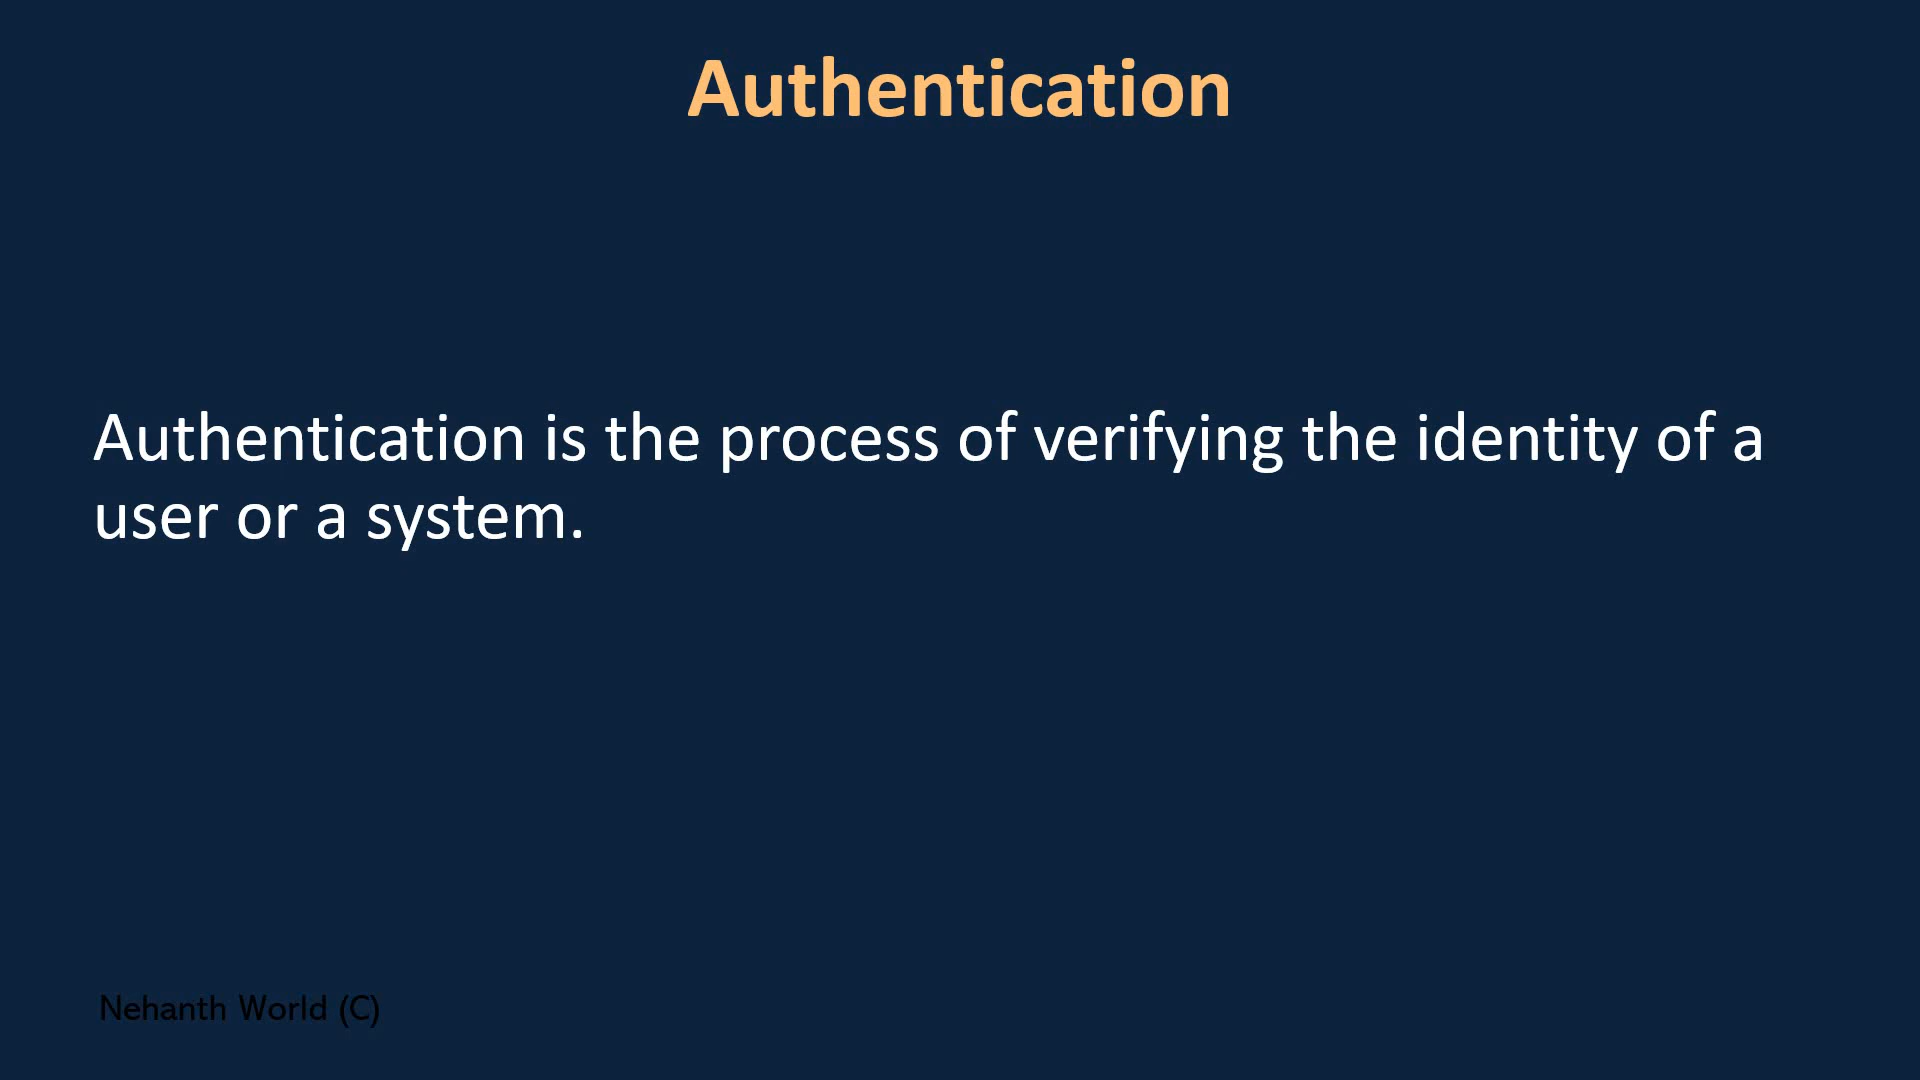 Authentication
Authentication is the process of verifying the identity of a
user or a system.
Nehanth World (C)